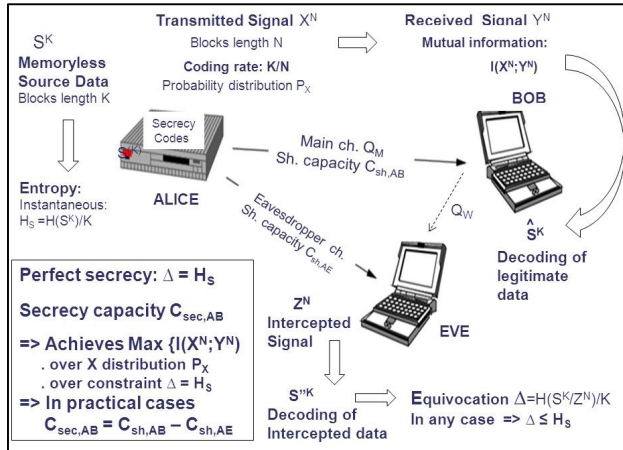 S^K
Memoryless
Source Data
Blocks length K
Entropy:
Instantaneous:
H_S =H(S^K)/K
Transmitted Signal X^N
Blocks length N
Coding rate: K/N
Probability distribution P_X
Received Signal Y^N
Mutual information:
I(X^N;Y^N)
BOB
Secrecy
Codes
ALICE
Main ch. Q_M
Sh. capacity C_sh,AB
Eavesdropper ch.
Sh. capacity C_sh,AE
Q_W
Ŝ^K
Decoding of
legitimate
data
EVE
Z^N
Intercepted
Signal
S”^K
Decoding of
Intercepted data
Equivocation Δ=H(S^K/Z^N)/K
In any case => Δ ≤ H_S
Perfect secrecy: Δ = H_S
Secrecy capacity C_sec,AB
=> Achieves Max {I(X^N;Y^N)
. over X distribution P_X
. over constraint Δ = H_S
=> In practical cases
C_sec,AB = C_sh,AB – C_sh,AE